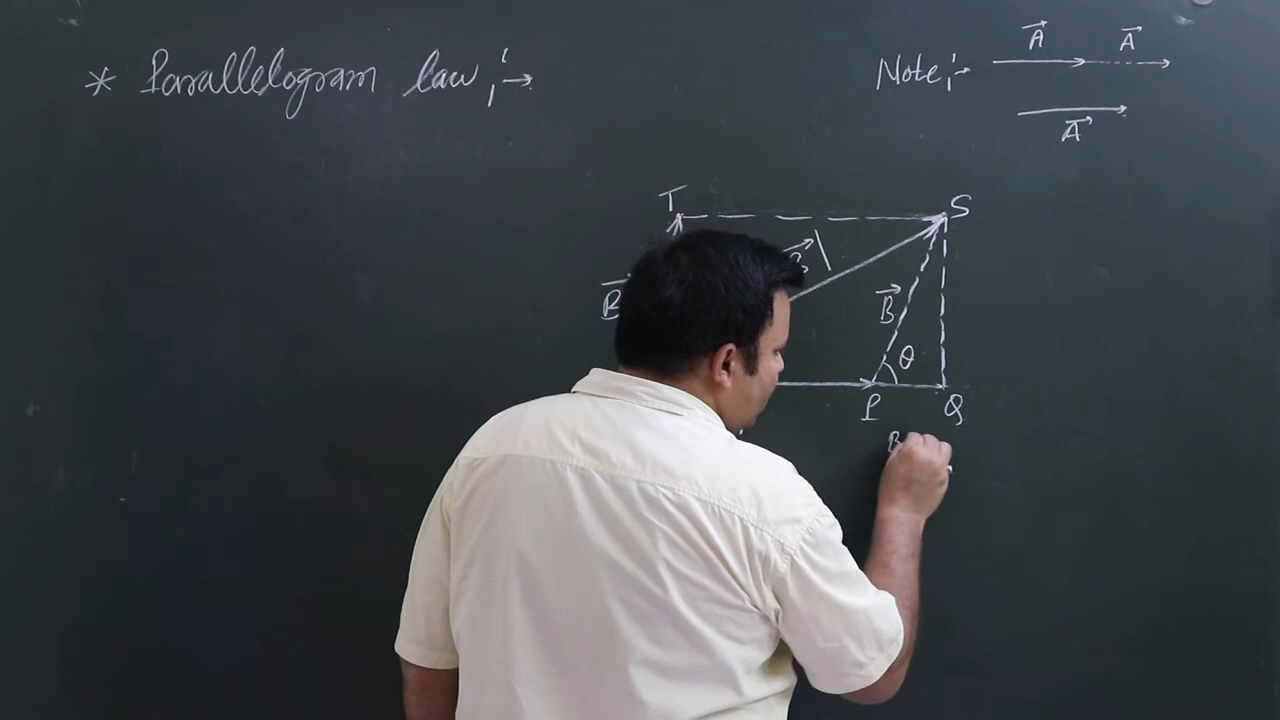 * Parallelogram law :→
Note :-
A A
A
T S
B
B θ
P Q
B